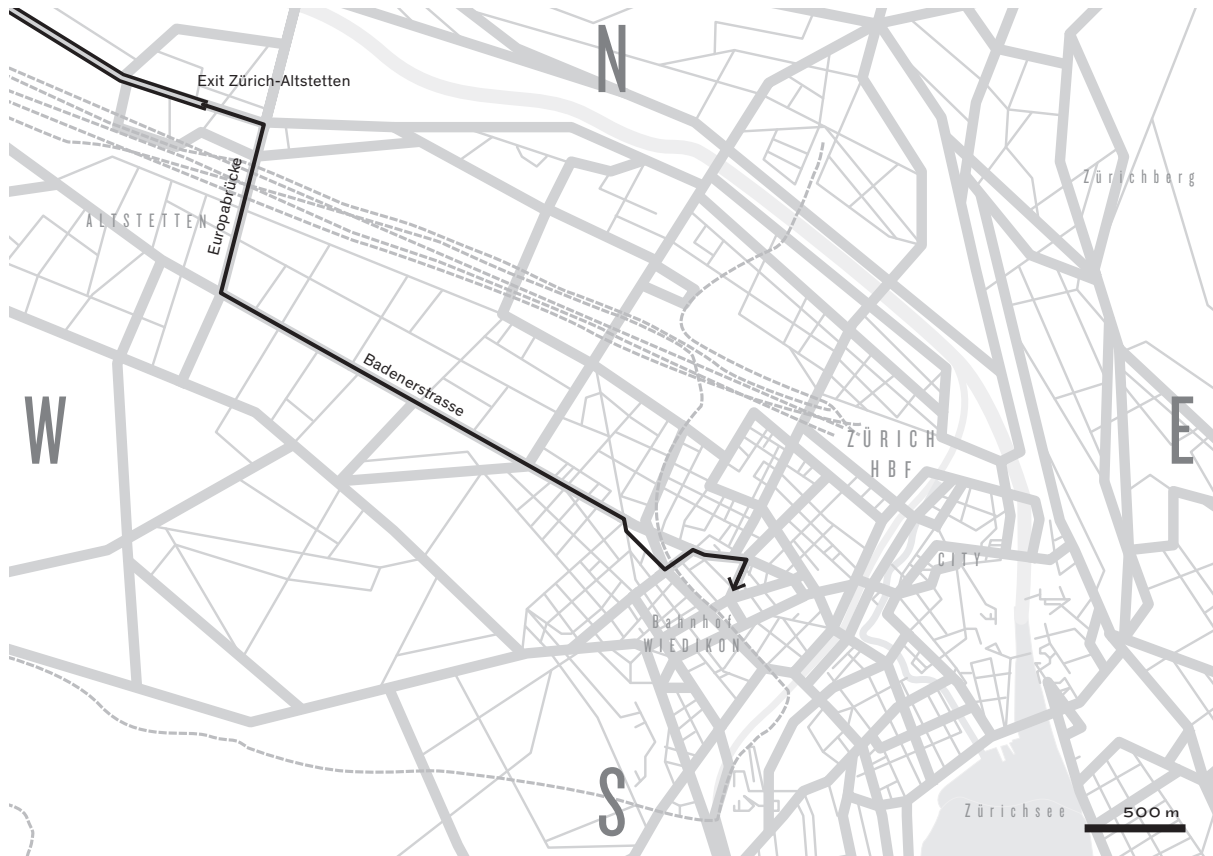 N
Exit Zürich-Altstetten
Zürichberg
Europabrücke
ALTSTETTEN
Badenerstrasse
W
E
ZÜRICH
HBF
CITY
Bahnhof
WIEDIKON
S
Zürichsee
500 m